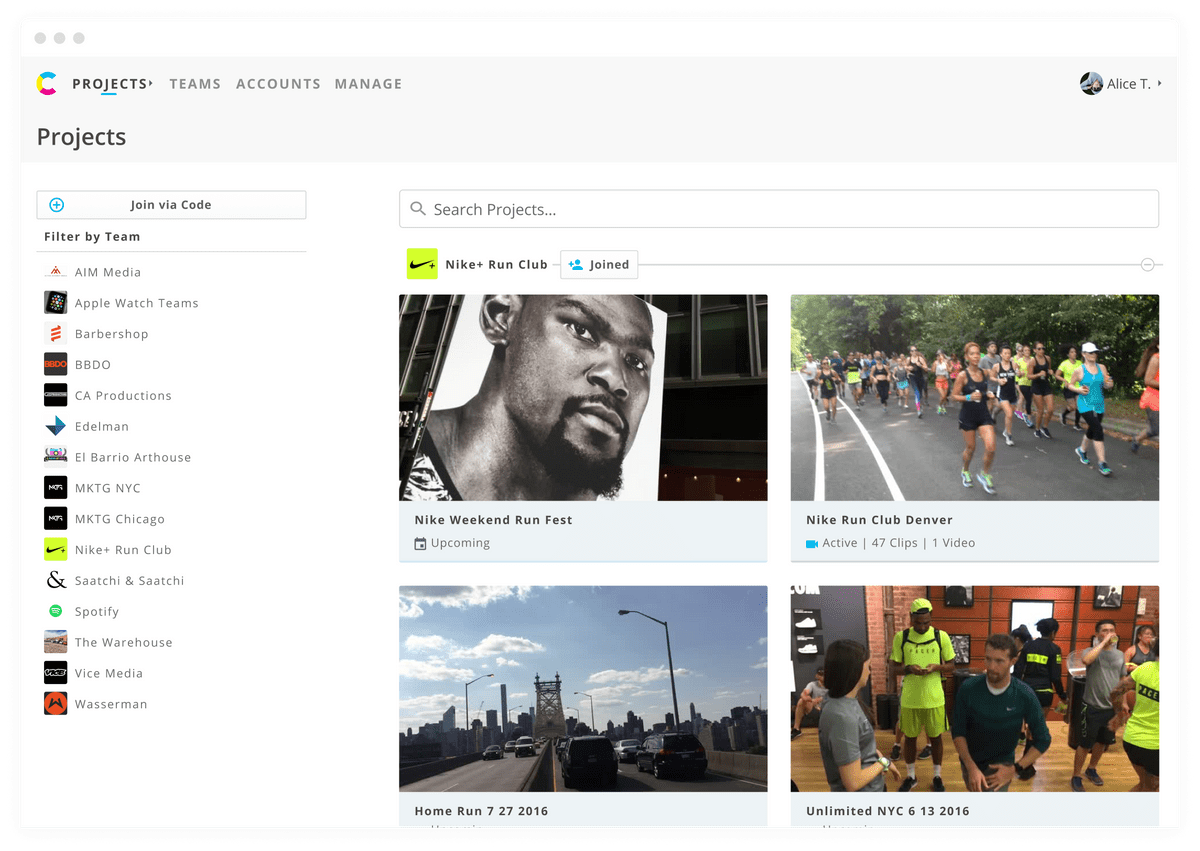 PROJECTS TEAMS ACCOUNTS MANAGE
Alice T.
Projects
Join via Code
Filter by Team
AIM Media
Apple Watch Teams
Barbershop
BBDO
BBDO
CA Productions
Edelman
El Barrio Arthouse
MKTG NYC
MKTG Chicago
Nike+ Run Club
Saatchi & Saatchi
Spotify
The Warehouse
Vice Media
Wasserman
Search Projects...
Nike+ Run Club
Joined
Nike Weekend Run Fest
Upcoming
Nike Run Club Denver
Active | 47 Clips | 1 Video
Home Run 7 27 2016
PACER
Unlimited NYC 6 13 2016